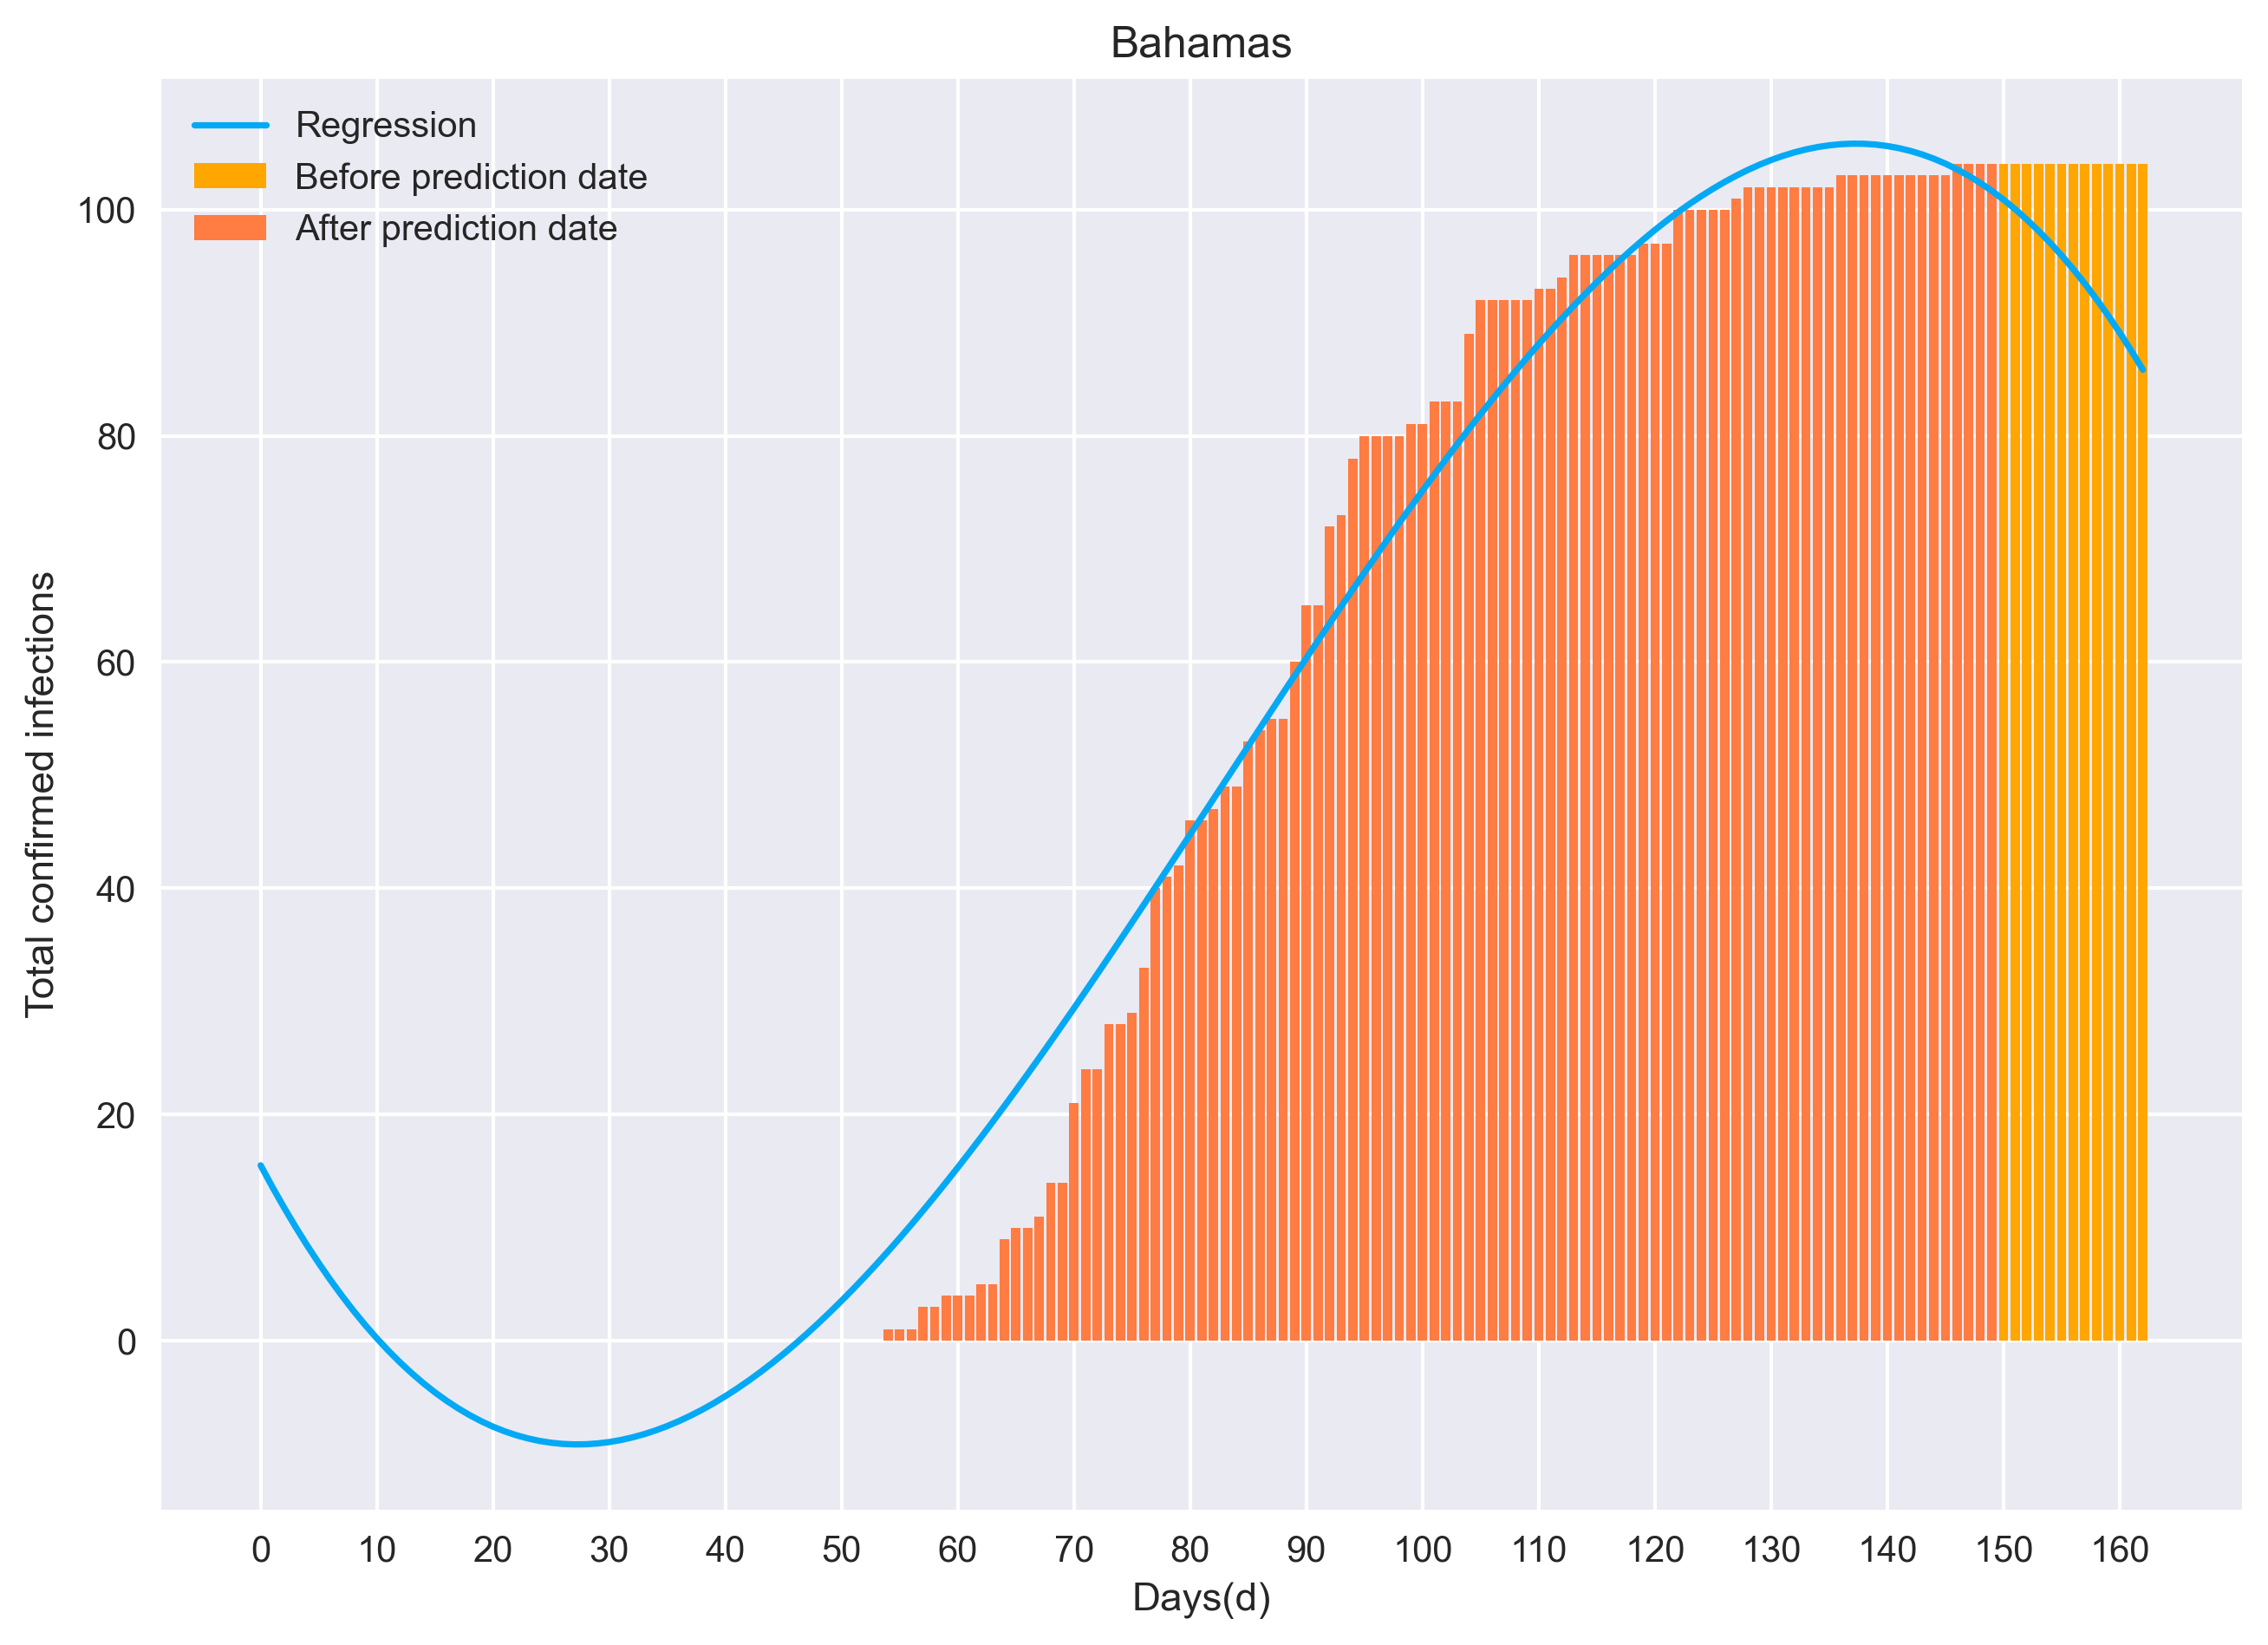 Bahamas
Regression
Before prediction date
After prediction date
Total confirmed infections
100
80
60
40
20
0
0 10 20 30 40 50 60 70 80 90 100 110 120 130 140 150 160
Days(d)